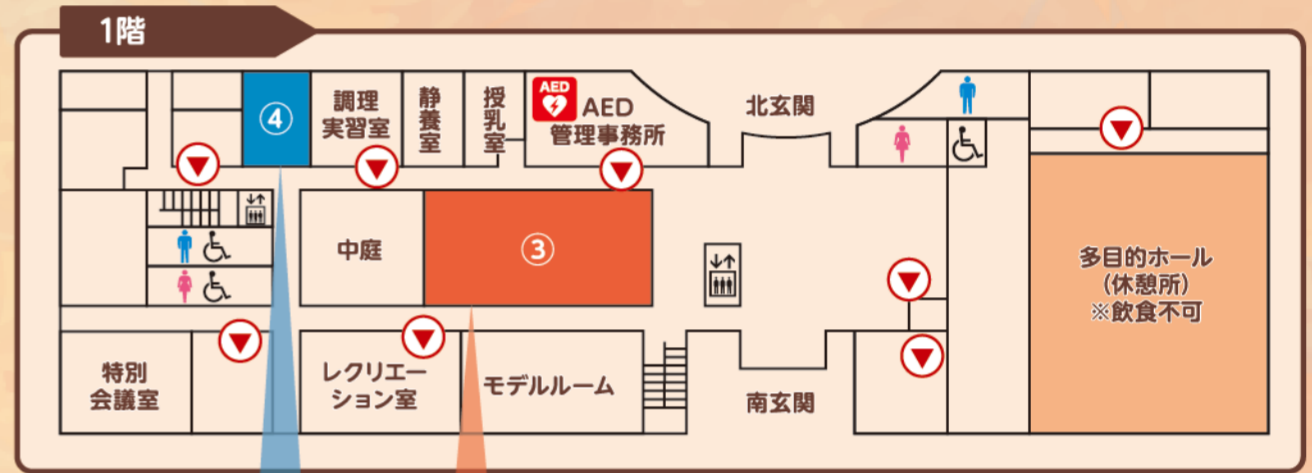 1階
④
調理
実習室
静養室
授乳室
AED
AED
管理事務所
北玄関
中庭
③
多目的ホール
(休憩所)
※飲食不可
特別
会議室
レクリエー
ション室
モデルルーム
南玄関